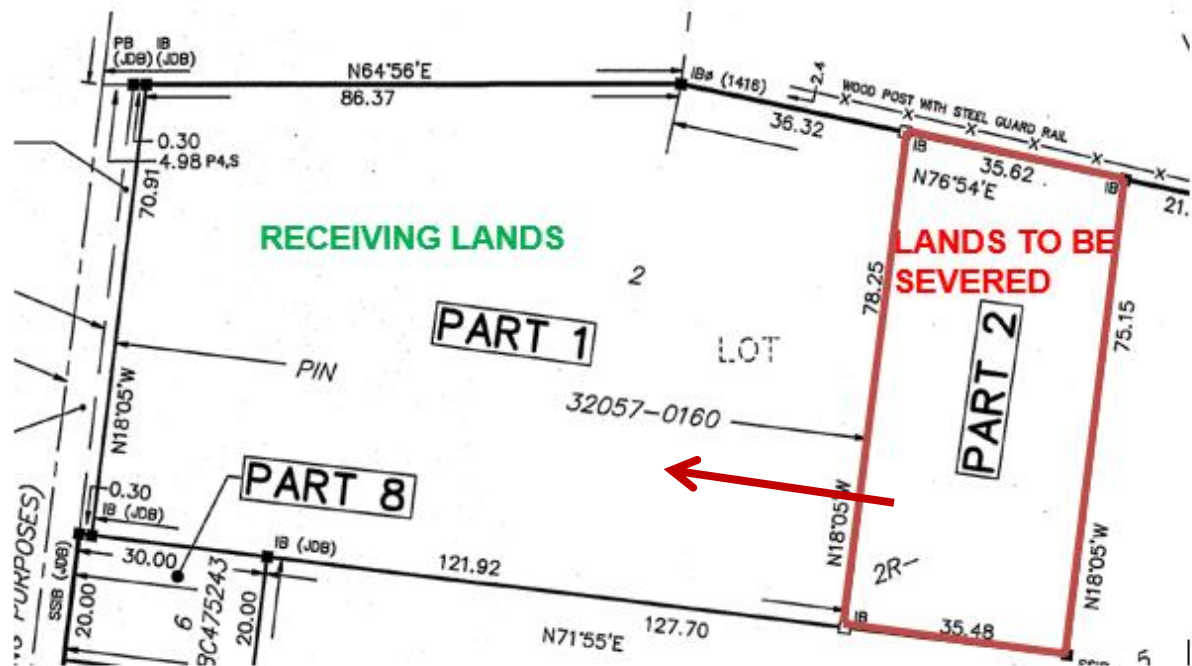 PB IB
(JDB) (JDB)
N64°56'E
86.37
IBø (1416)
2.4
WOOD POST WITH STEEL GUARD RAIL
36.32
0.30
4.98 P4,S
IB
35.62
IB
N76°54'E
21.
70.91
RECEIVING LANDS
2
LANDS TO BE
SEVERED
78.25
75.15
PART 1
LOT
PART 2
PIN
32057-0160
N18°05'W
PART 8
0.30
IB (JDB)
N18°05'W
N18°05'W
IB (JDB)
30.00
121.92
2R-
PURPOSES)
SSIB (JDB)
20.00
6
BC475243
20.00
N71°55'E
127.70
IB
35.48
SSIB
5